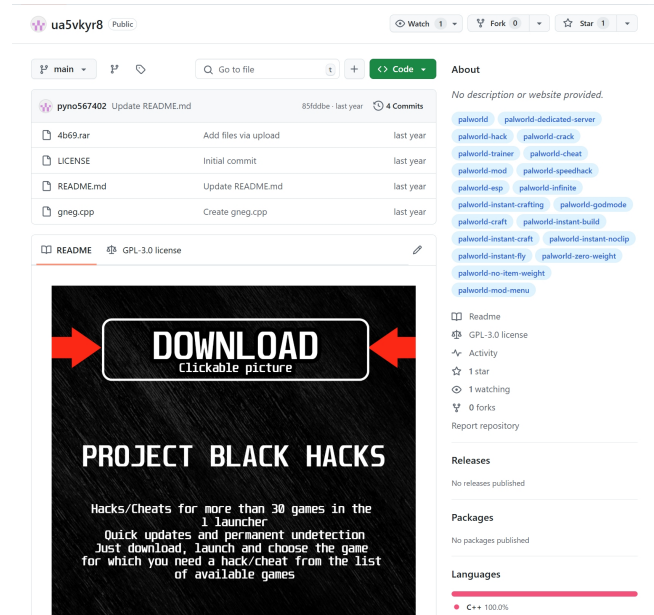 ua5vkyr8 Public
Watch 1
Fork 0
Star 1
main
Go to file
t
Code
About
No description or website provided.
pyno567402 Update README.md
85fddbe · last year
4 Commits
4b69.rar
Add files via upload
last year
LICENSE
Initial commit
last year
README.md
Update README.md
last year
gneg.cpp
Create gneg.cpp
last year
palworld palworld-dedicated-server
palworld-hack palworld-crack
palworld-trainer palworld-cheat
palworld-mod palworld-speedhack
palworld-esp palworld-infinite
palworld-instant-crafting palworld-godmode
palworld-craft palworld-instant-build
palworld-instant-craft palworld-instant-noclip
palworld-instant-fly palworld-zero-weight
palworld-no-item-weight
palworld-mod-menu
README
GPL-3.0 license
DOWNLOAD
Clickable picture
PROJECT BLACK HACKS
Hacks/Cheats for more than 30 games in the
1 launcher
Quick updates and permanent undetection
Just download, launch and choose the game
for which you need a hack/cheat from the list
of available games
Readme
GPL-3.0 license
Activity
1 star
1 watching
0 forks
Report repository
Releases
No releases published
Packages
No packages published
Languages
C++ 100.0%